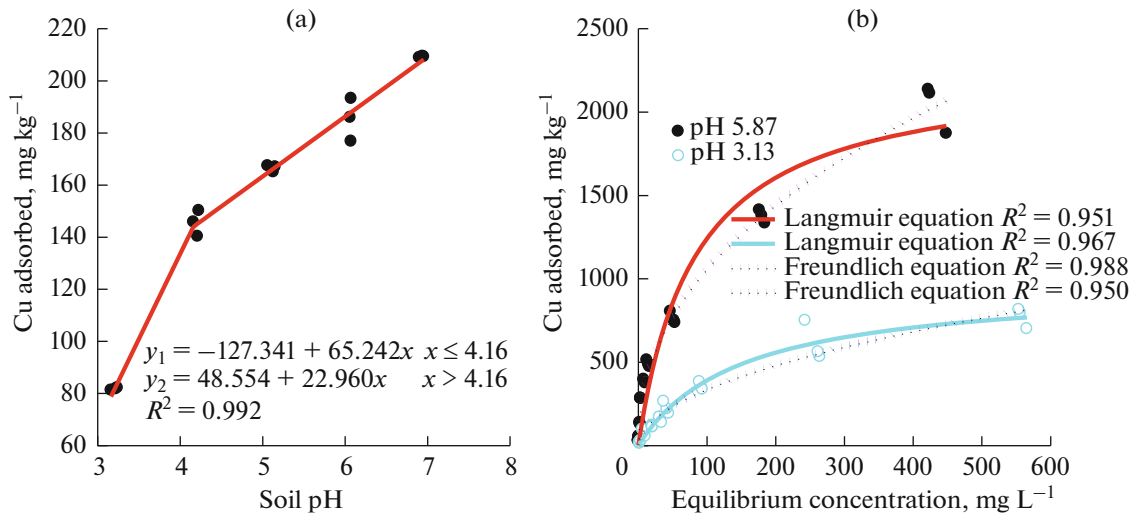 (a)
220
200
180
160
140
120
100
80
60
Cu adsorbed, mg kg⁻¹
y₁ = −127.341 + 65.242x x ≤ 4.16
y₂ = 48.554 + 22.960x x > 4.16
R² = 0.992
3 4 5 6 7 8
Soil pH
(b)
2500
2000
1500
1000
500
Cu adsorbed, mg kg⁻¹
pH 5.87
pH 3.13
Langmuir equation R² = 0.951
Langmuir equation R² = 0.967
Freundlich equation R² = 0.988
Freundlich equation R² = 0.950
0 100 200 300 400 500 600
Equilibrium concentration, mg L⁻¹